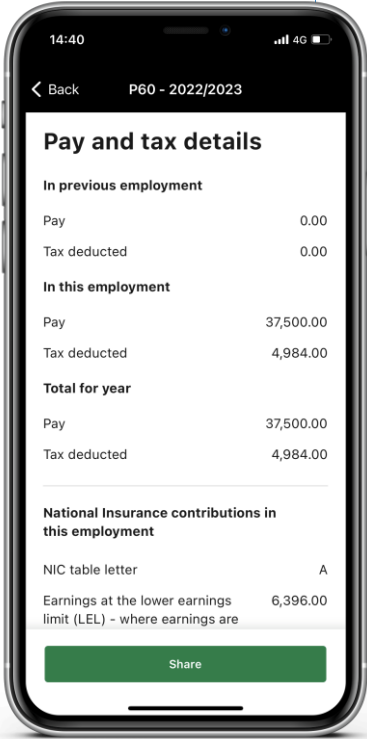 14:40
4G
Back P60 - 2022/2023
Pay and tax details
In previous employment
Pay 0.00
Tax deducted 0.00
In this employment
Pay 37,500.00
Tax deducted 4,984.00
Total for year
Pay 37,500.00
Tax deducted 4,984.00
National Insurance contributions in
this employment
NIC table letter A
Earnings at the lower earnings 6,396.00
limit (LEL) - where earnings are
Share